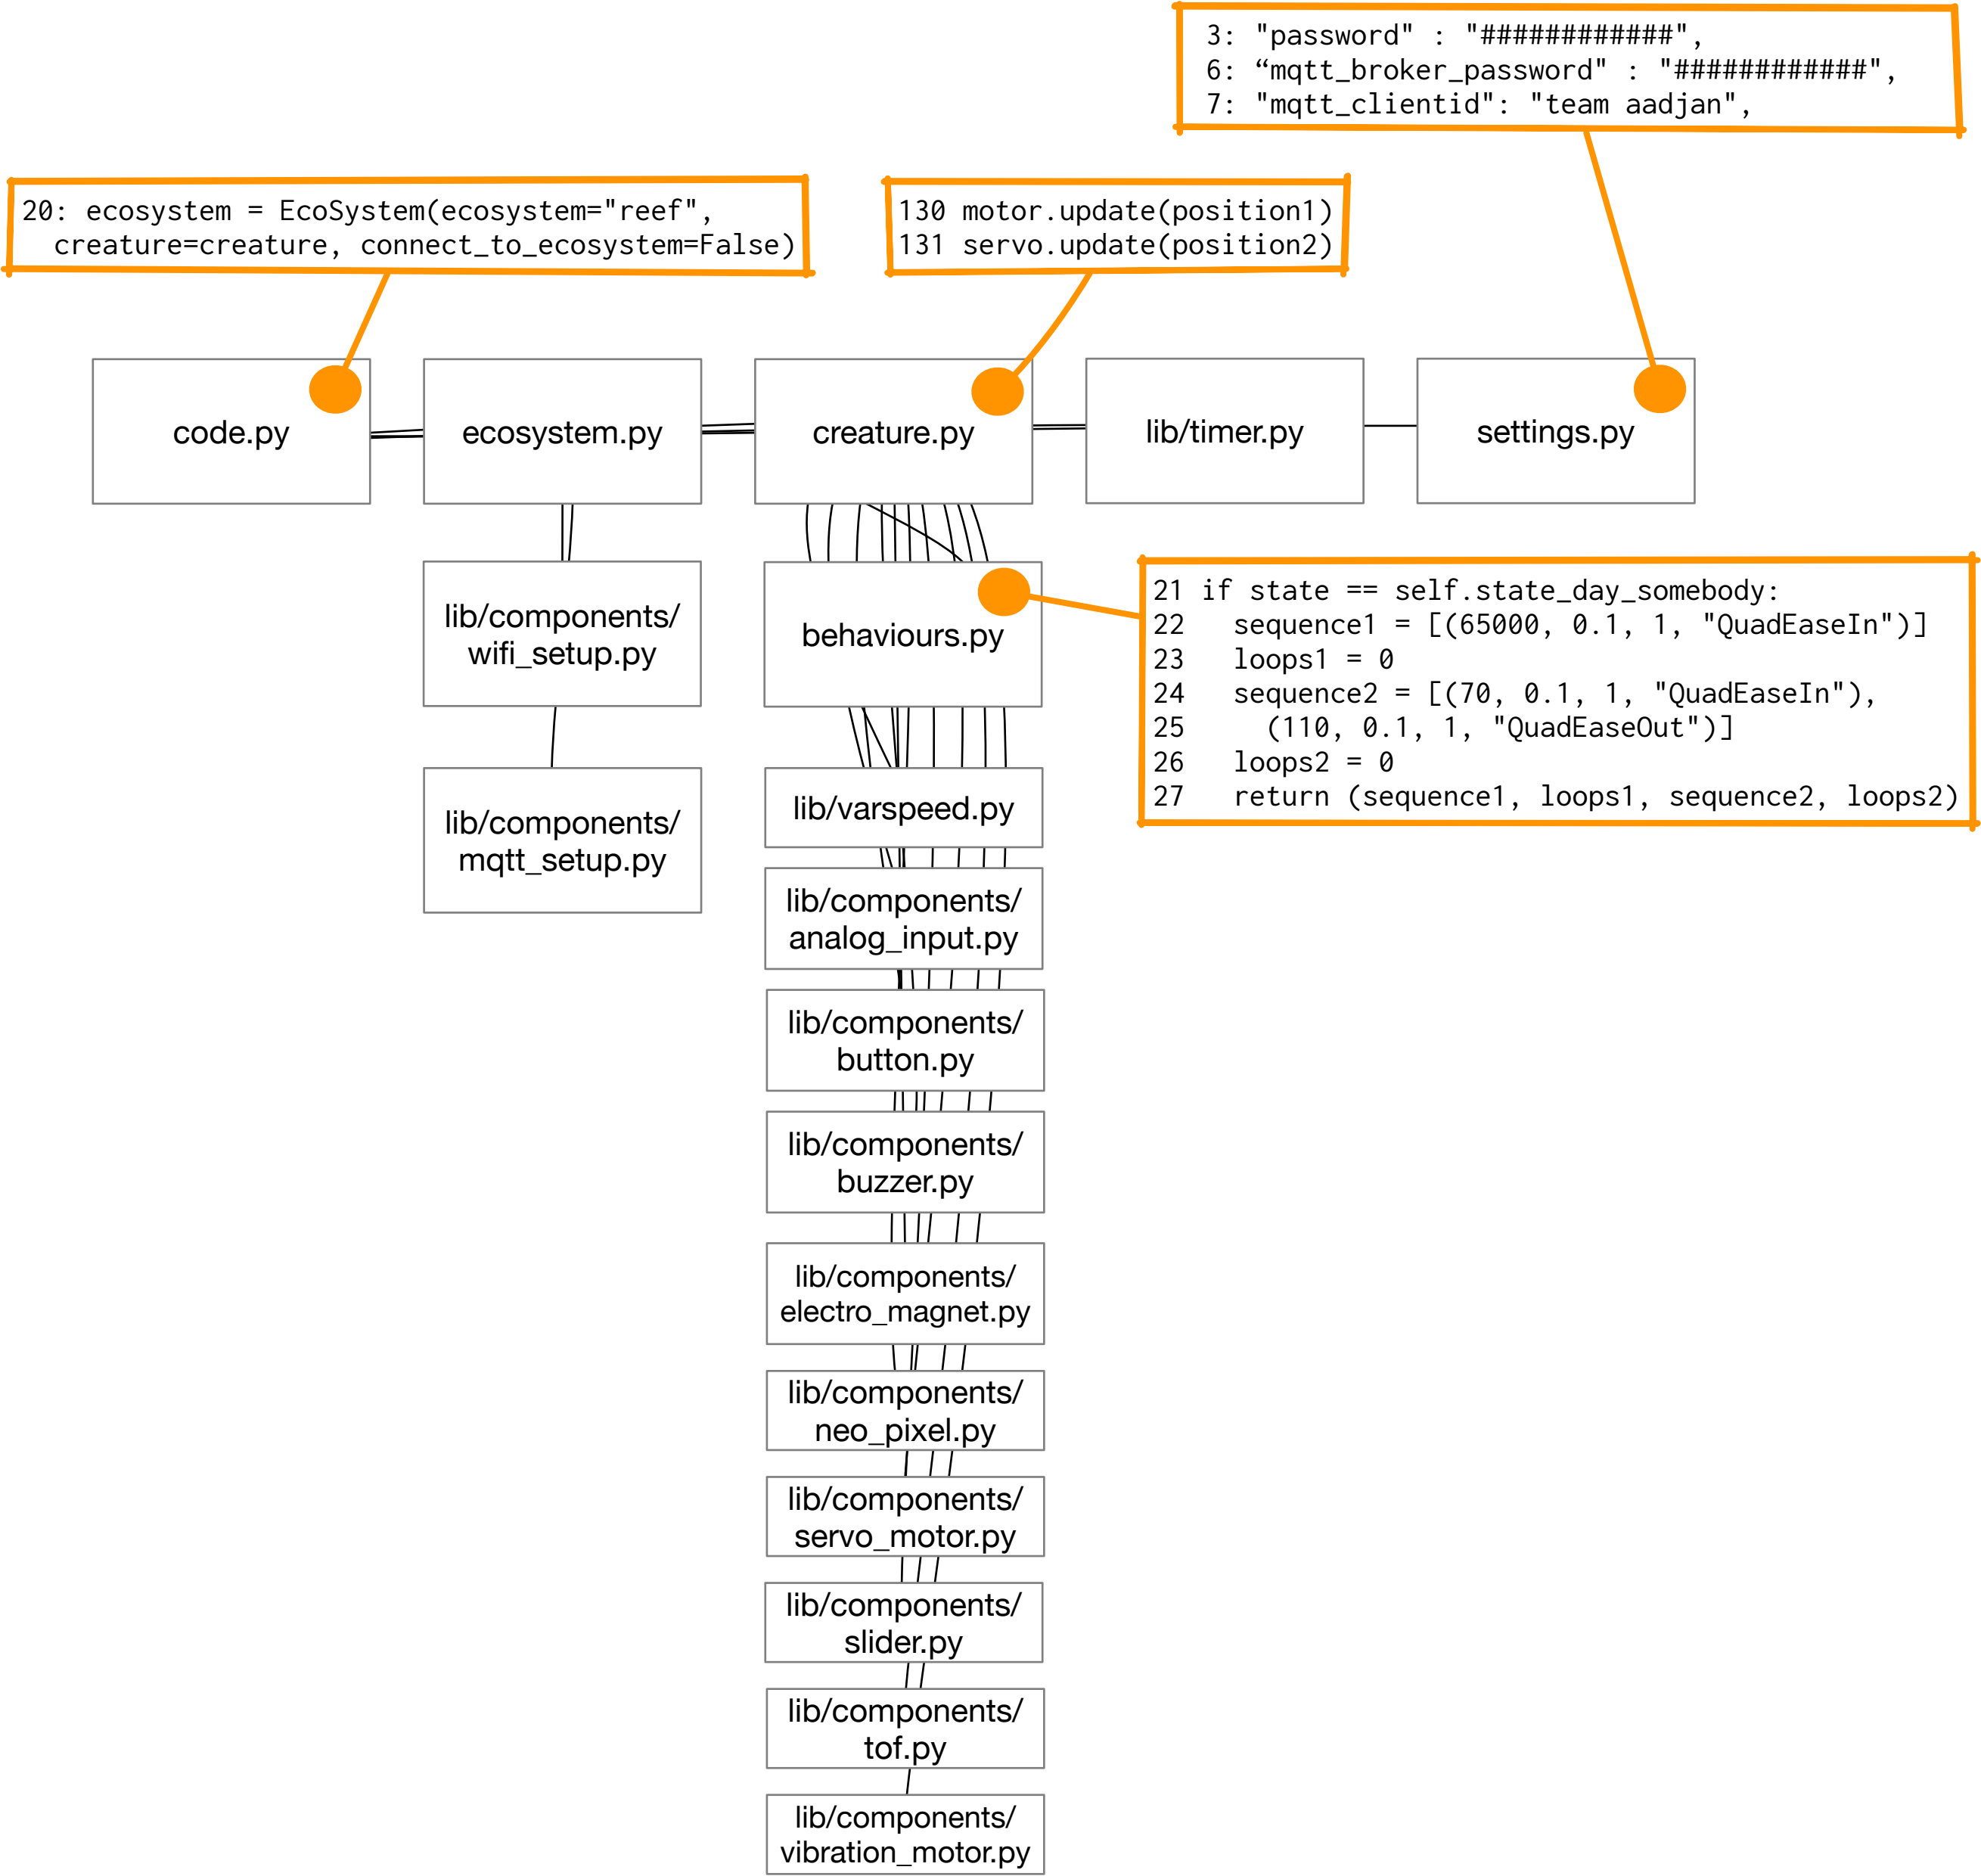 3: "password" : "############",
6: “mqtt_broker_password" : "############",
7: "mqtt_clientid": "team aadjan",
20: ecosystem = EcoSystem(ecosystem="reef",
creature=creature, connect_to_ecosystem=False)
130 motor.update(position1)
131 servo.update(position2)
code.py
ecosystem.py
creature.py
lib/timer.py
settings.py
lib/components/
wifi_setup.py
behaviours.py
21 if state == self.state_day_somebody:
22   sequence1 = [(65000, 0.1, 1, "QuadEaseIn")]
23   loops1 = 0
24   sequence2 = [(70, 0.1, 1, "QuadEaseIn"),
25     (110, 0.1, 1, "QuadEaseOut")]
26   loops2 = 0
27   return (sequence1, loops1, sequence2, loops2)
lib/components/
mqtt_setup.py
lib/varspeed.py
lib/components/
analog_input.py
lib/components/
button.py
lib/components/
buzzer.py
lib/components/
electro_magnet.py
lib/components/
neo_pixel.py
lib/components/
servo_motor.py
lib/components/
slider.py
lib/components/
tof.py
lib/components/
vibration_motor.py